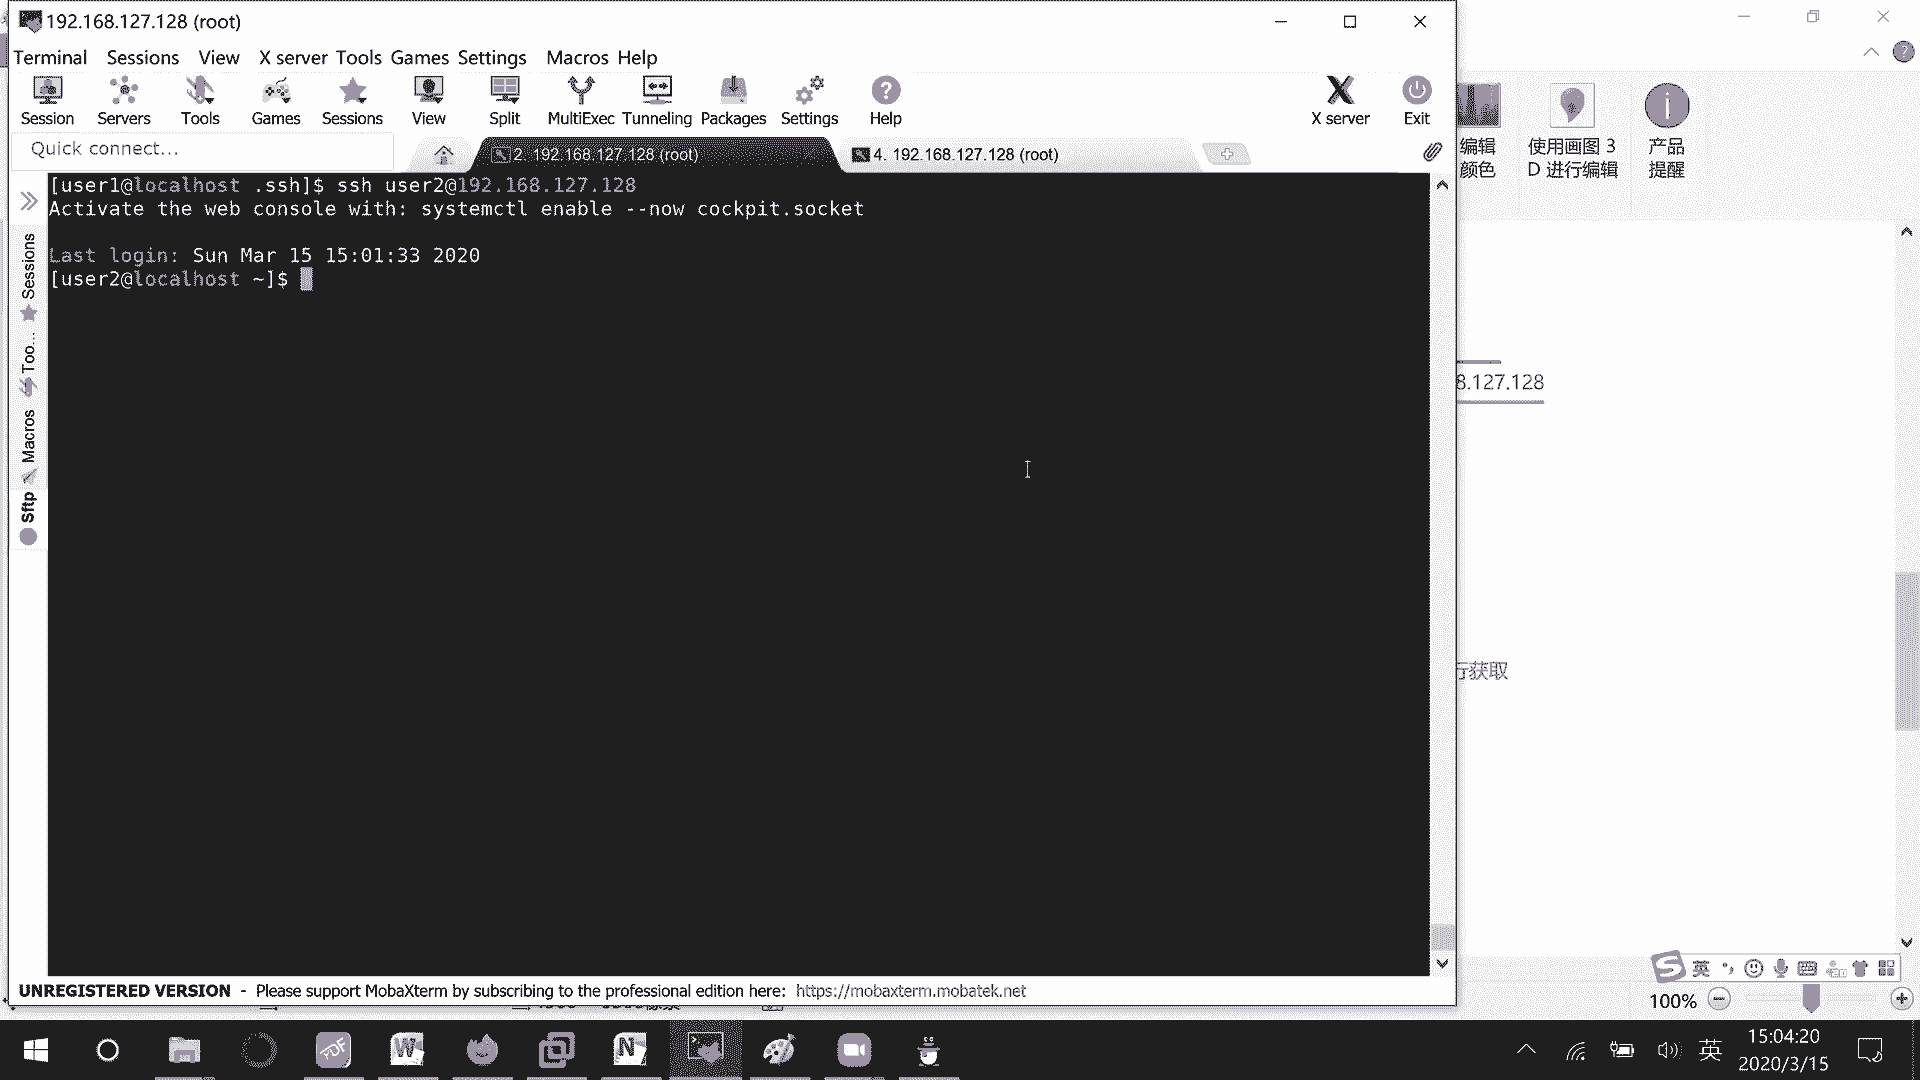 192.168.127.128 (root)
Terminal Sessions View X server Tools Games Settings Macros Help
Session Servers Tools Games Sessions View Split MultiExec Tunneling Packages Settings Help X server Exit
Quick connect...
2. 192.168.127.128 (root)
4. 192.168.127.128 (root)
[user1@localhost .ssh]$ ssh user2@192.168.127.128
Activate the web console with: systemctl enable --now cockpit.socket
Last login: Sun Mar 15 15:01:33 2020
[user2@localhost ~]$
Sessions
Too...
Macros
Sftp
UNREGISTERED VERSION - Please support MobaXterm by subscribing to the professional edition here: https://mobaxterm.mobatek.net
编辑
颜色
使用画图 3
D 进行编辑
产品
提醒
8.127.128
行获取
英
100%
PDF
W
N
英
15:04:20
2020/3/15